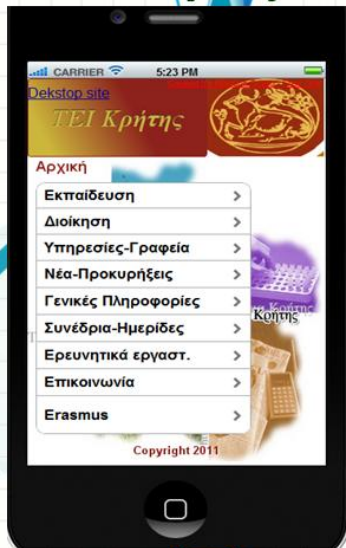 CARRIER 5:23 PM
Dekstop site
ΤΕΙ Κρήτης
Αρχική
Εκπαίδευση
Διοίκηση
Υπηρεσίες-Γραφεία
Νέα-Προκυρήξεις
Γενικές Πληροφορίες
Κρήτης
Συνέδρια-Ημερίδες
Ερευνητικά εργαστ.
Επικοινωνία
Erasmus
Copyright 2011